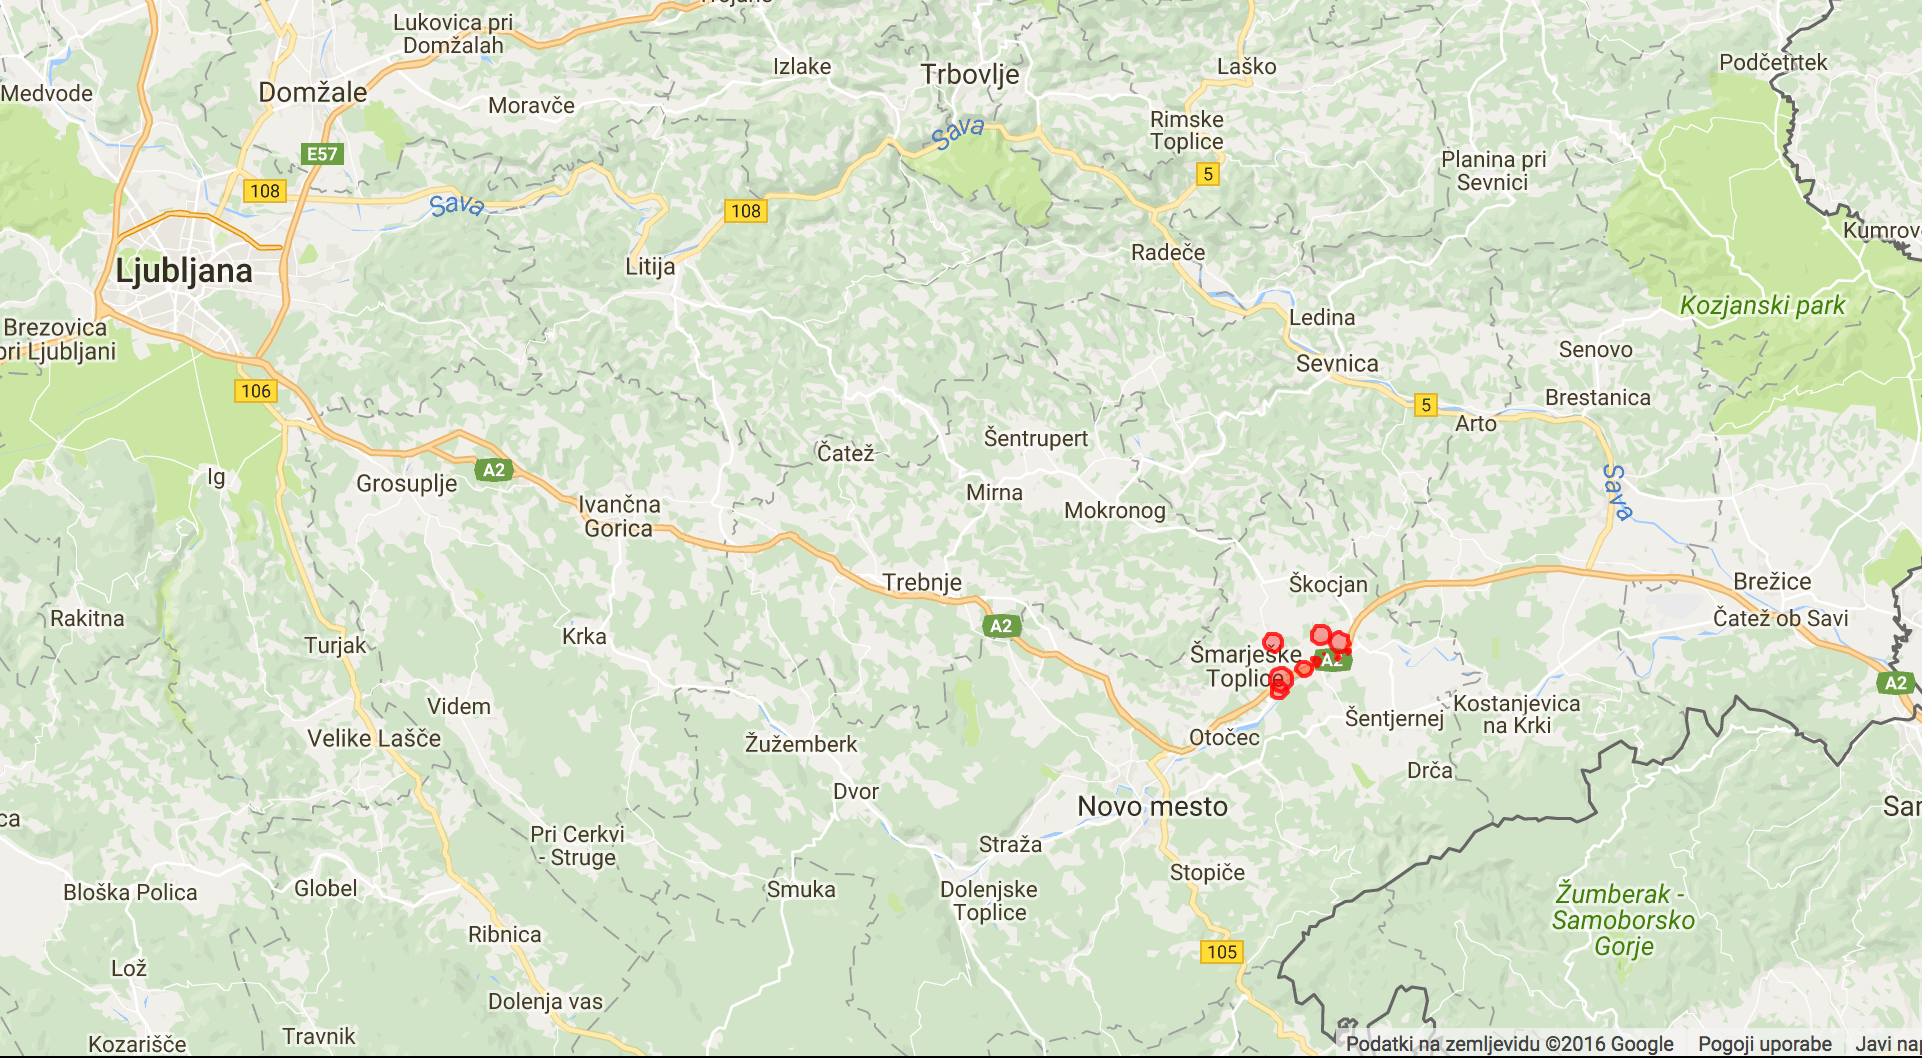 Lukovica pri
Domžalah
Izlake
Trbovlje
Laško
Podčetrtek
Medvode
Domžale
Moravče
Sava
Rimske
Toplice
E57
Planina pri
Sevnici
5
108
Sava
108
Kumrov
Radeče
Ljubljana
Litija
Kozjanski park
Ledina
Brezovica
pri Ljubljani
Senovo
Sevnica
106
Brestanica
5
Arto
Šentrupert
Čatež
Ig
Grosuplje
A2
Mirna
Sava
Ivančna
Gorica
Mokronog
Trebnje
Škocjan
Brežice
Rakitna
Čatež ob Savi
A2
Krka
Turjak
Šmarješke
Toplice
A2
A2
Videm
Kostanjevica
na Krki
Šentjernej
Velike Lašče
Žužemberk
Otočec
Drča
Dvor
Novo mesto
Sar
ca
Pri Cerkvi
- Struge
Straža
Stopiče
Bloška Polica
Globel
Smuka
Dolenjske
Toplice
Žumberak -
Samoborsko
Gorje
Ribnica
105
Lož
Dolenja vas
Travnik
Kozarišče
Podatki na zemljevidu ©2016 Google
Pogoji uporabe
Javi na